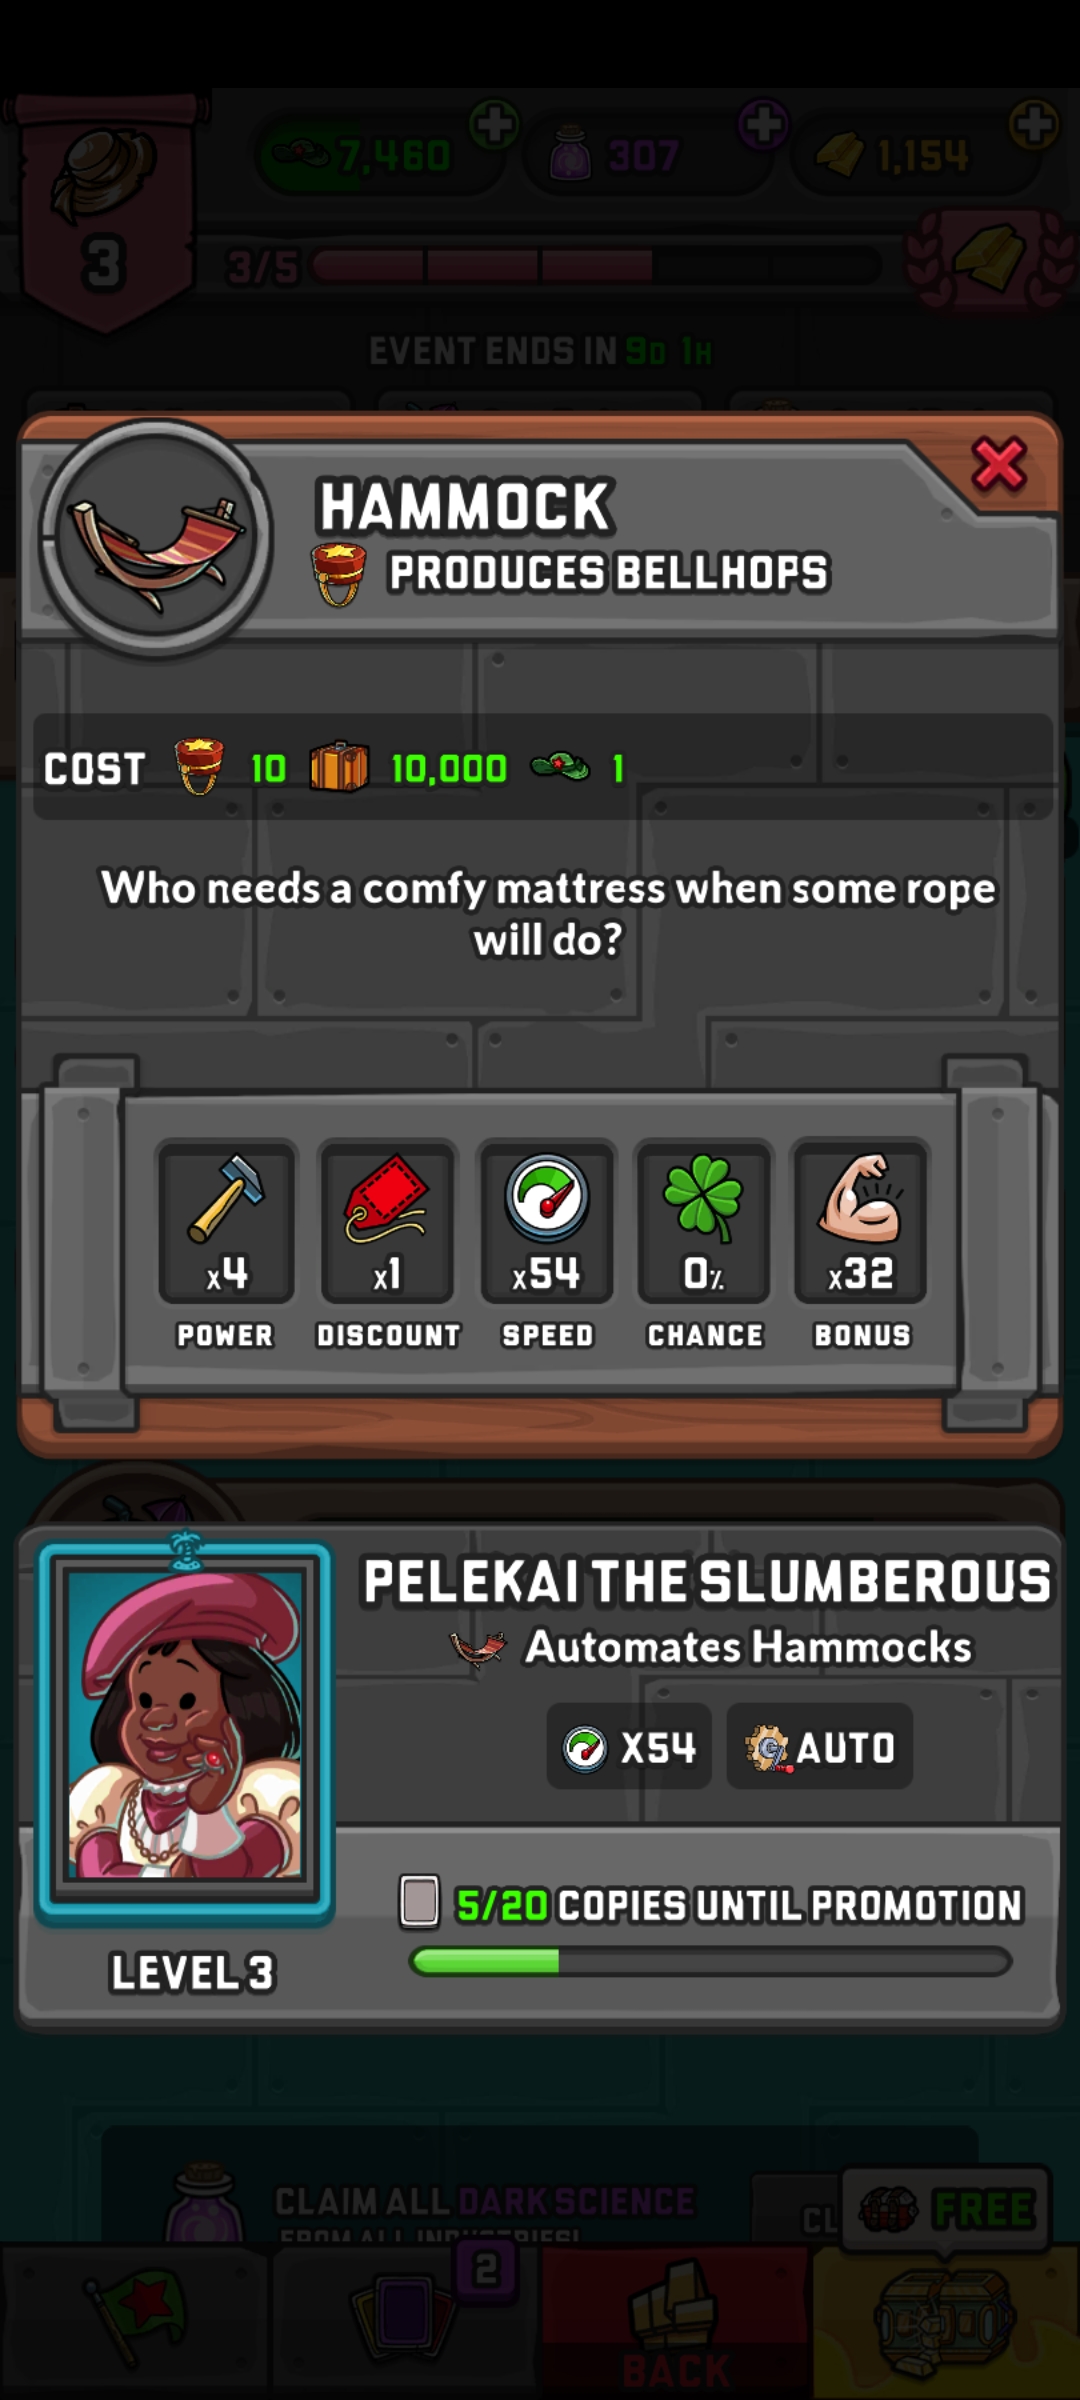 7,460
307
1,154
3
3/5
EVENT ENDS IN 9D 1H
HAMMOCK
PRODUCES BELLHOPS
COST 10 10,000 1
Who needs a comfy mattress when some rope
will do?
x4 x1 x54 0% x32
POWER DISCOUNT SPEED CHANCE BONUS
PELEKAI THE SLUMBEROUS
Automates Hammocks
X54 AUTO
5/20 COPIES UNTIL PROMOTION
LEVEL 3
CLAIM ALL DARK SCIENCE
FROM ALL INDUSTRIES!
CL
FREE
2
BACK